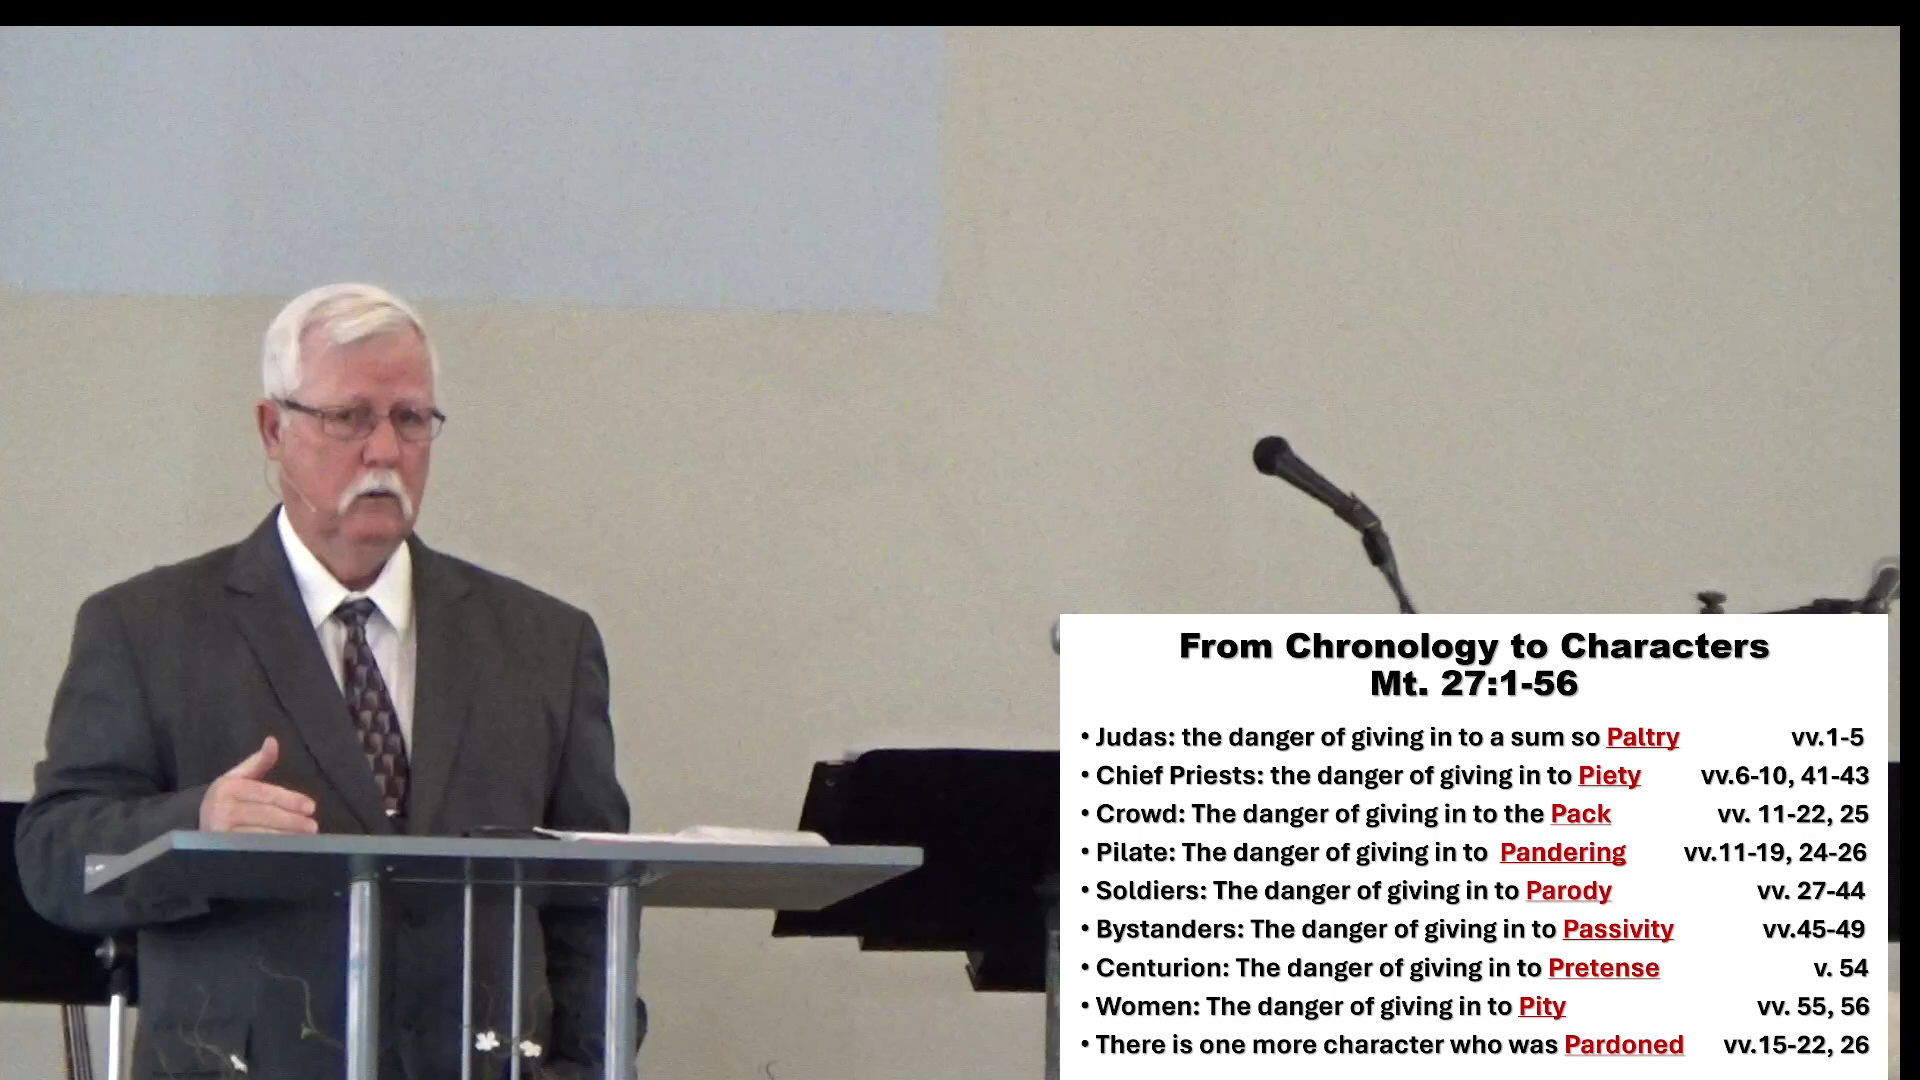 From Chronology to Characters
Mt. 27:1-56
• Judas: the danger of giving in to a sum so Paltry vv.1-5
• Chief Priests: the danger of giving in to Piety vv.6-10, 41-43
• Crowd: The danger of giving in to the Pack vv. 11-22, 25
• Pilate: The danger of giving in to Pandering vv.11-19, 24-26
• Soldiers: The danger of giving in to Parody vv. 27-44
• Bystanders: The danger of giving in to Passivity vv.45-49
• Centurion: The danger of giving in to Pretense v. 54
• Women: The danger of giving in to Pity vv. 55, 56
• There is one more character who was Pardoned vv.15-22, 26